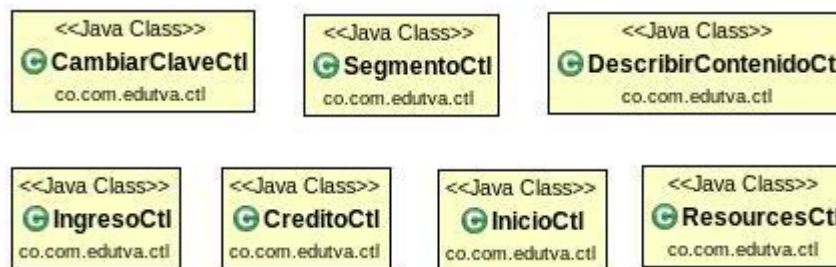 <<Java Class>>
CambiarClaveCtl
co.com.edutva.ctl
<<Java Class>>
SegmentoCtl
co.com.edutva.ctl
<<Java Class>>
DescribirContenidoCt
co.com.edutva.ctl
<<Java Class>>
IngresoCtl
co.com.edutva.ctl
<<Java Class>>
CreditoCtl
co.com.edutva.ctl
<<Java Class>>
InicioCtl
co.com.edutva.ctl
<<Java Class>>
ResourcesCtl
co.com.edutva.ctl